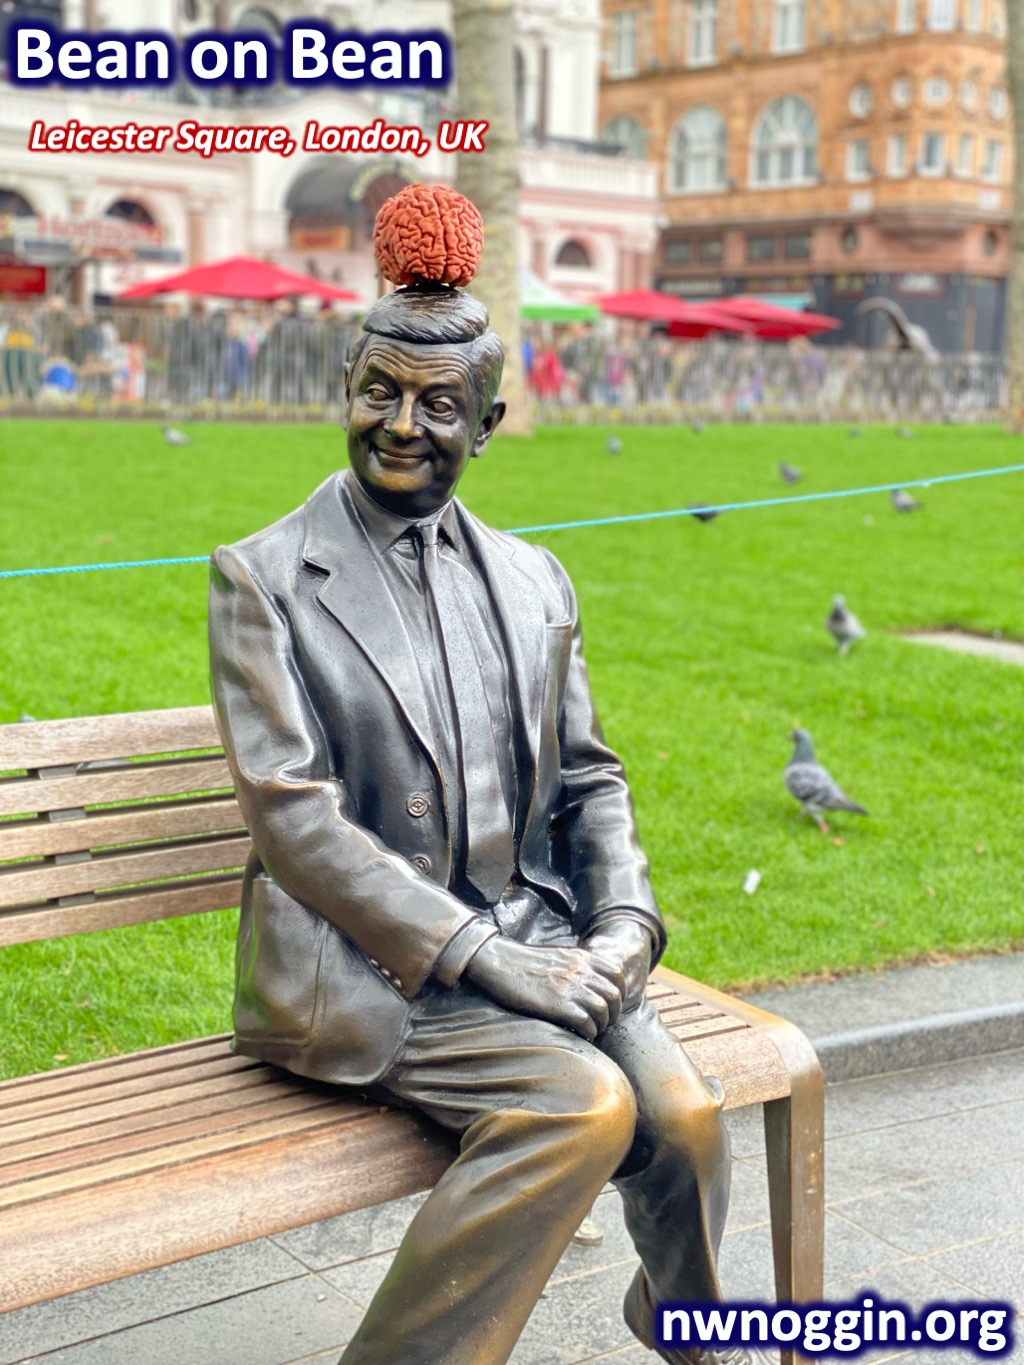 Bean on Bean
Leicester Square, London, UK
nwnoggin.org